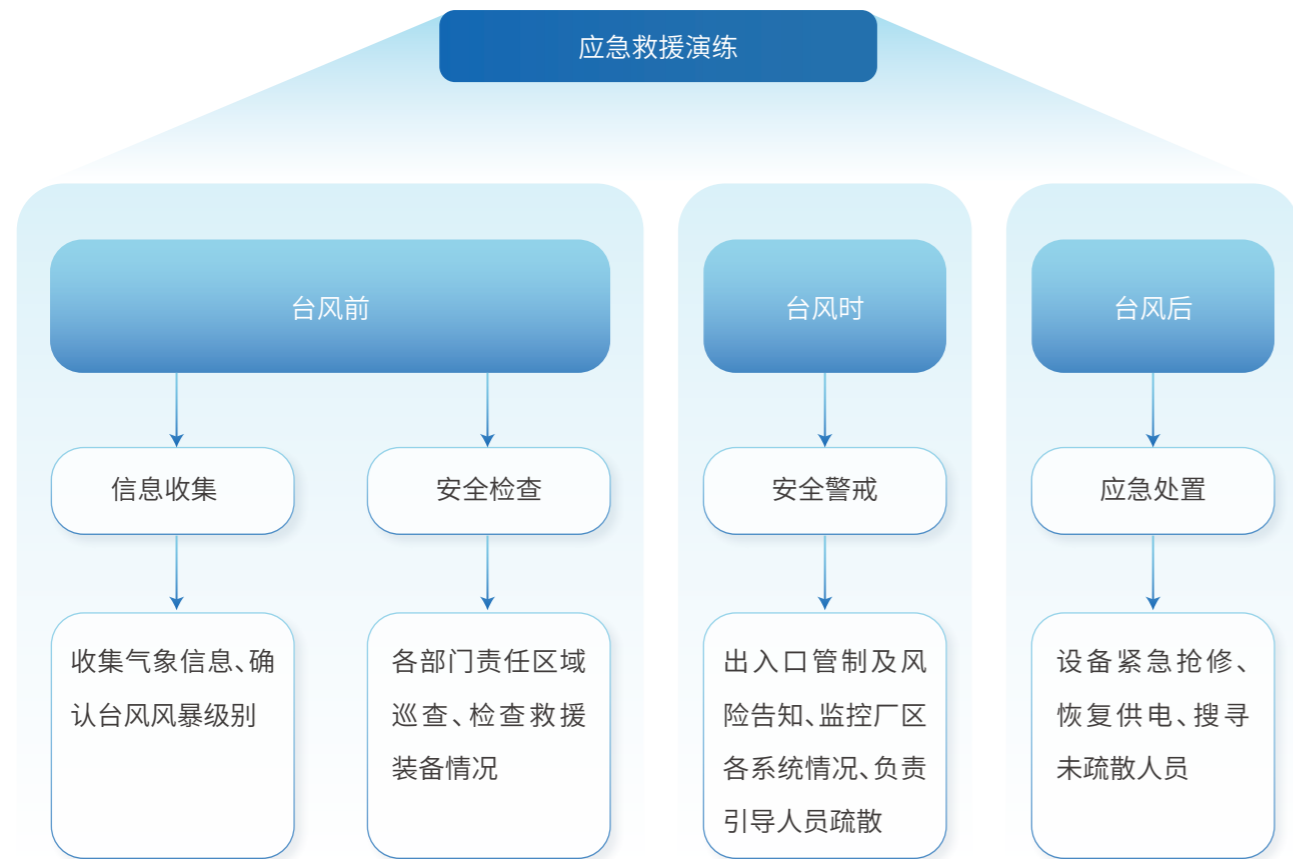 应急救援演练
台风前
台风时
台风后
信息收集
安全检查
安全警戒
应急处置
收集气象信息、确
认台风风暴级别
各部门责任区域
巡查、检查救援
装备情况
出入口管制及风
险告知、监控厂区
各系统情况、负责
引导人员疏散
设备紧急抢修、
恢复供电、搜寻
未疏散人员